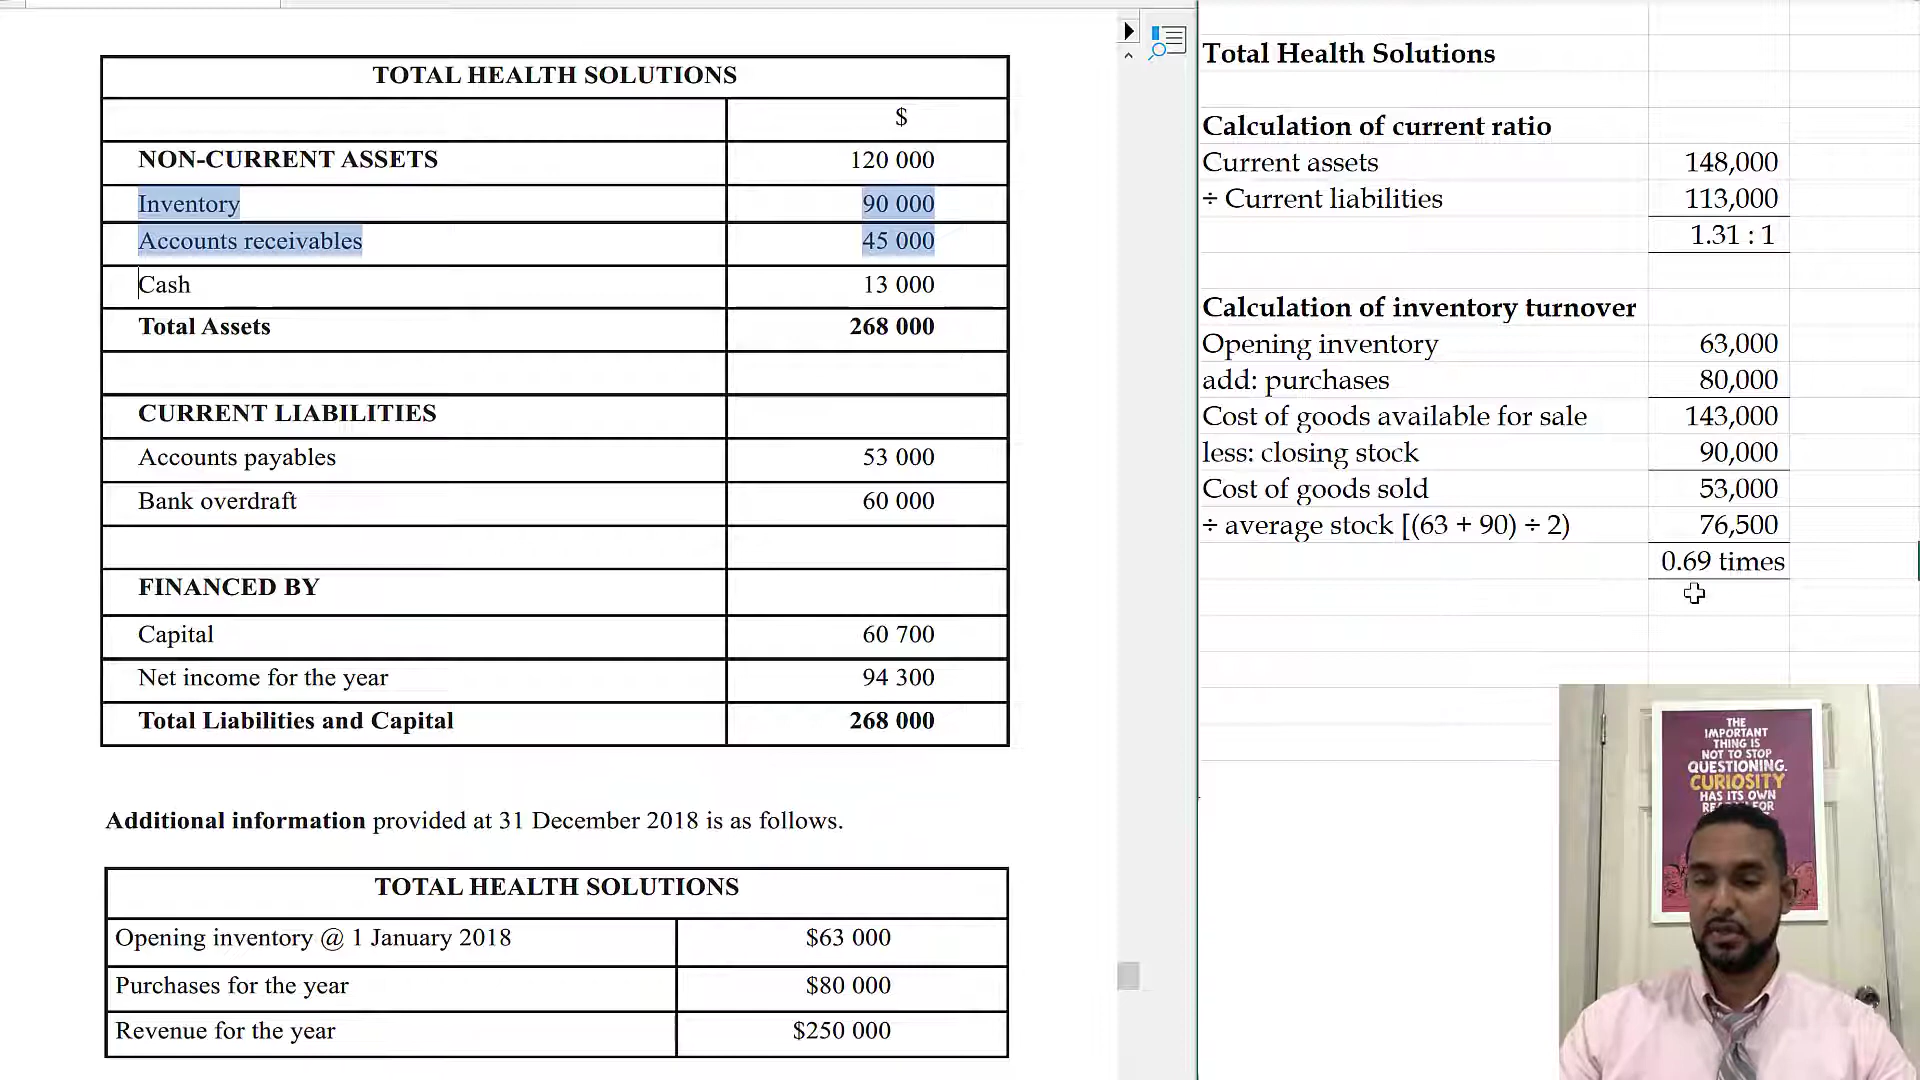 TOTAL HEALTH SOLUTIONS
$
NON-CURRENT ASSETS 120 000
Inventory 90 000
Accounts receivables 45 000
Cash 13 000
Total Assets 268 000
CURRENT LIABILITIES
Accounts payables 53 000
Bank overdraft 60 000
FINANCED BY
Capital 60 700
Net income for the year 94 300
Total Liabilities and Capital 268 000
Additional information provided at 31 December 2018 is as follows.
TOTAL HEALTH SOLUTIONS
Opening inventory @ 1 January 2018 $63 000
Purchases for the year $80 000
Revenue for the year $250 000
Total Health Solutions
Calculation of current ratio
Current assets 148,000
÷ Current liabilities 113,000
1.31 : 1
Calculation of inventory turnover
Opening inventory 63,000
add: purchases 80,000
Cost of goods available for sale 143,000
less: closing stock 90,000
Cost of goods sold 53,000
÷ average stock [(63 + 90) ÷ 2) 76,500
0.69 times
THE
IMPORTANT
THING IS
NOT TO STOP
QUESTIONING.
CURIOSITY
HAS ITS OWN
FOR